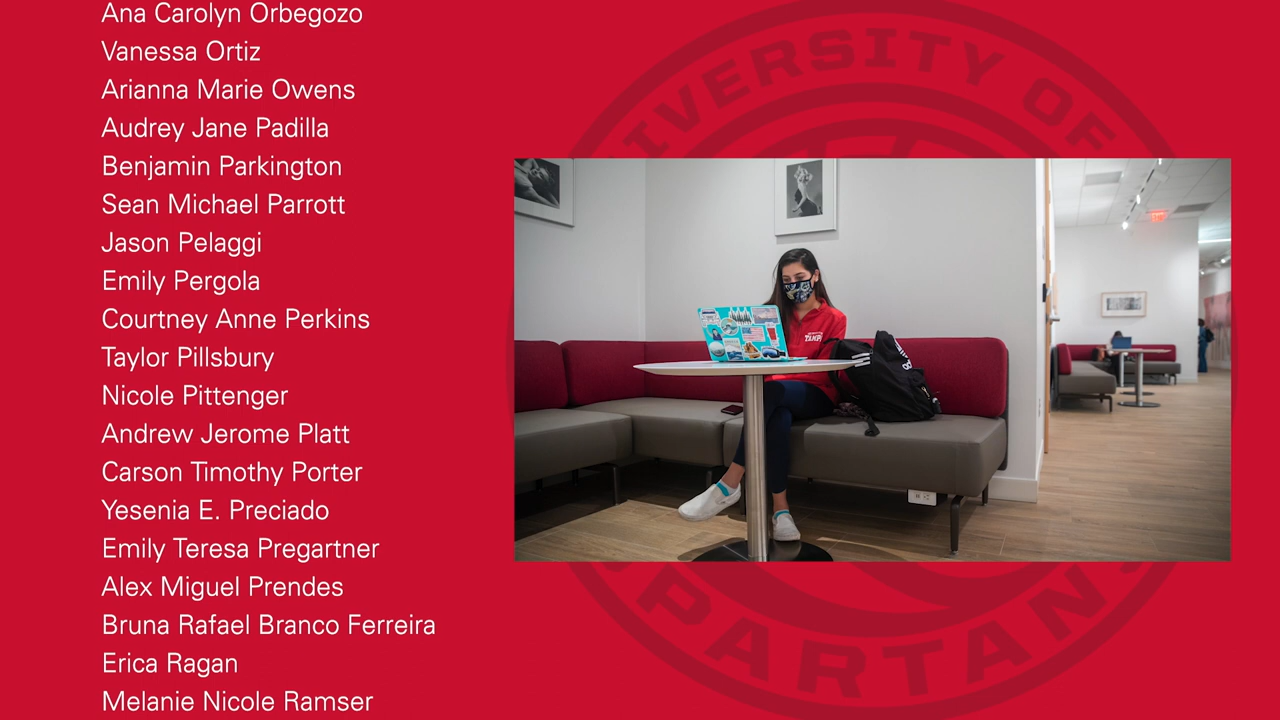 Ana Carolyn Orbegozo
Vanessa Ortiz
Arianna Marie Owens
Audrey Jane Padilla
Benjamin Parkington
Sean Michael Parrott
Jason Pelaggi
Emily Pergola
Courtney Anne Perkins
Taylor Pillsbury
Nicole Pittenger
Andrew Jerome Platt
Carson Timothy Porter
Yesenia E. Preciado
Emily Teresa Pregartner
Alex Miguel Prendes
Bruna Rafael Branco Ferreira
Erica Ragan
Melanie Nicole Ramser
IVERSITY OF
PARTANS